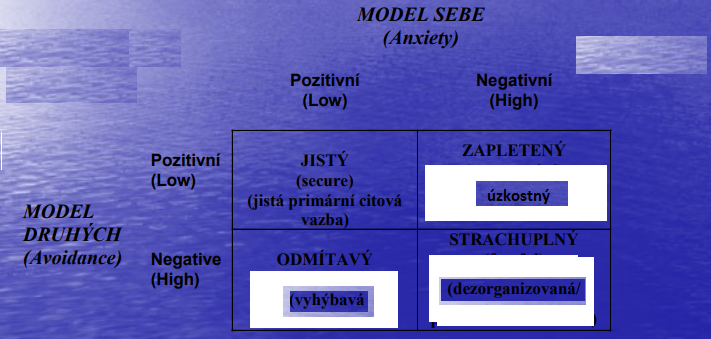 MODEL SEBE
(Anxiety)
Pozitivní
(Low)
Negativní
(High)
Pozitivní
(Low)
JISTÝ
(secure)
(jistá primární citová
vazba)
ZAPLETENÝ
úzkostný
MODEL
DRUHÝCH
(Avoidance)
Negative
(High)
ODMÍTAVÝ
(vyhýbavá
STRACHUPLNÝ
(dezorganizovaná/